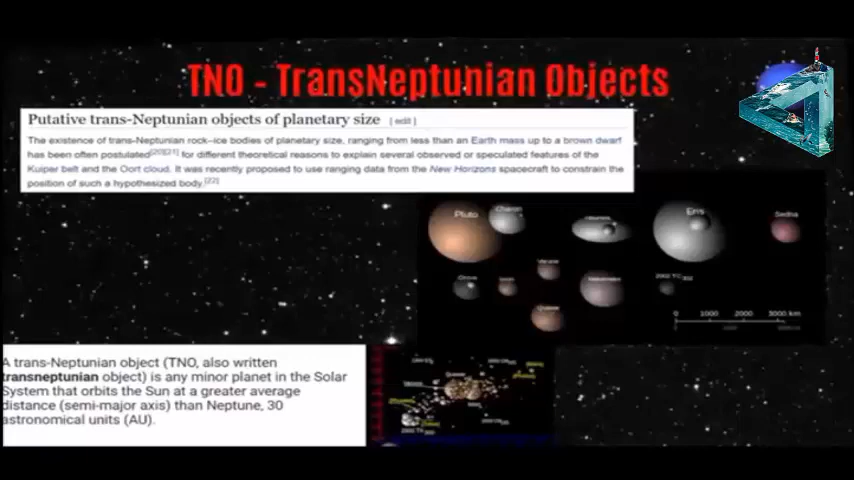 TNO - TransNeptunian Objects
Putative trans-Neptunian objects of planetary size [ edit ]
The existence of trans-Neptunian rock–ice bodies of planetary size, ranging from less than an Earth mass up to a brown dwarf
has been often postulated[20][21] for different theoretical reasons to explain several observed or speculated features of the
Kuiper belt and the Oort cloud. It was recently proposed to use ranging data from the New Horizons spacecraft to constrain the
position of such a hypothesized body.[22]
Pluto Charon Eris Sedna
0 1000 2000 3000 km
A trans-Neptunian object (TNO, also written
transneptunian object) is any minor planet in the Solar
System that orbits the Sun at a greater average
distance (semi-major axis) than Neptune, 30
astronomical units (AU).